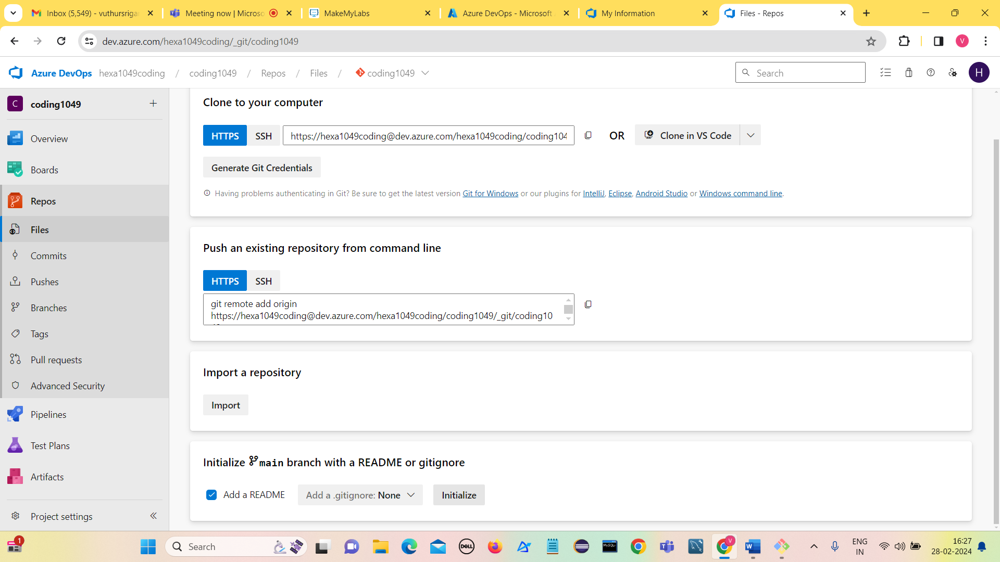 Inbox (5,549) - vuthursriga
Meeting now | Microso
MakeMyLabs
Azure DevOps - Microsoft
My Information
Files - Repos
dev.azure.com/hexa1049coding/_git/coding1049
V
Azure DevOps hexa1049coding / coding1049 / Repos / Files / coding1049
Search
H
C coding1049
Overview
Boards
Repos
Files
Commits
Pushes
Branches
Tags
Pull requests
Advanced Security
Pipelines
Test Plans
Artifacts
Project settings
Clone to your computer
HTTPS SSH https://hexa1049coding@dev.azure.com/hexa1049coding/coding104 OR Clone in VS Code
Generate Git Credentials
Having problems authenticating in Git? Be sure to get the latest version Git for Windows or our plugins for IntelliJ, Eclipse, Android Studio or Windows command line.
Push an existing repository from command line
HTTPS SSH
git remote add origin
https://hexa1049coding@dev.azure.com/hexa1049coding/coding1049/_git/coding10
Import a repository
Import
Initialize main branch with a README or gitignore
Add a README Add a .gitignore: None Initialize
1
Search
DELL
MySQL
V
W
ENG
IN
16:27
28-02-2024